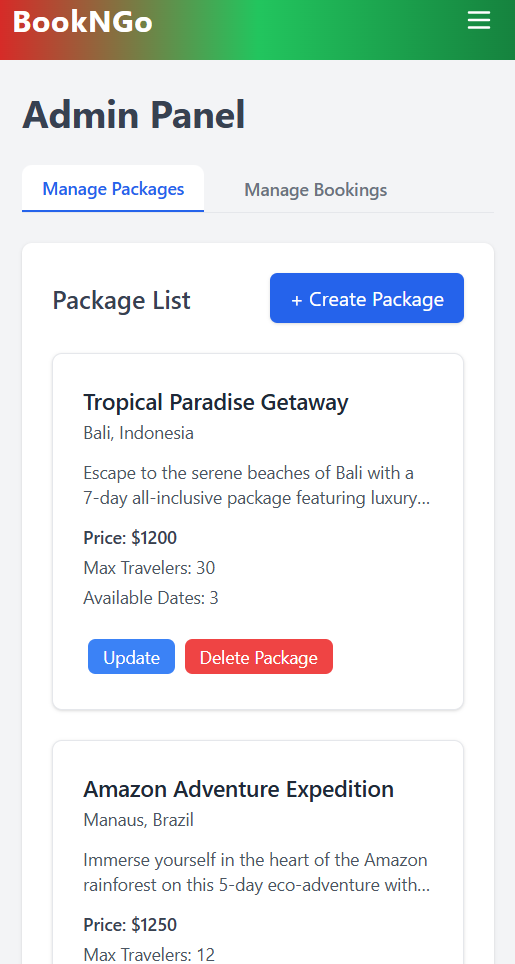 BookNGo
Admin Panel
Manage Packages
Manage Bookings
Package List
+ Create Package
Tropical Paradise Getaway
Bali, Indonesia
Escape to the serene beaches of Bali with a
7-day all-inclusive package featuring luxury...
Price: $1200
Max Travelers: 30
Available Dates: 3
Update
Delete Package
Amazon Adventure Expedition
Manaus, Brazil
Immerse yourself in the heart of the Amazon
rainforest on this 5-day eco-adventure with...
Price: $1250
Max Travelers: 12